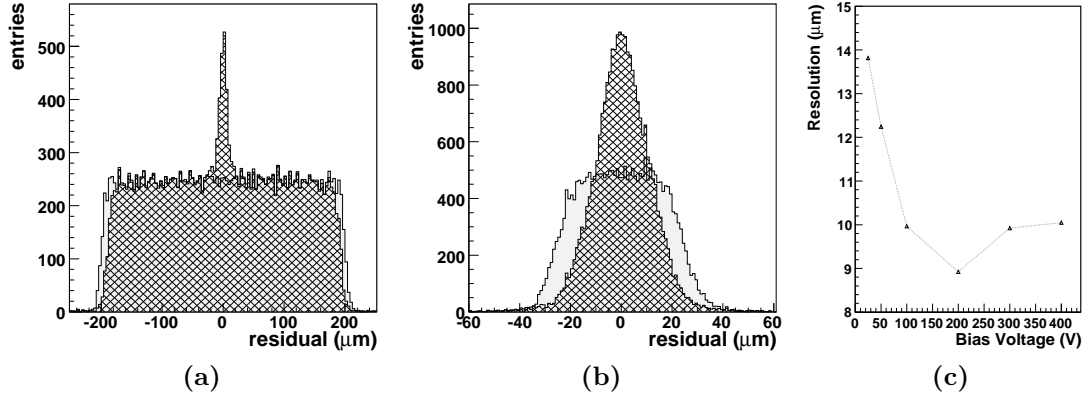 entries
500
400
300
200
100
0
-200 -100 0 100 200
residual (μm)
(a)
entries
1000
800
600
400
200
0
-60 -40 -20 0 20 40 60
residual (μm)
(b)
Resolution (μm)
15
14
13
12
11
10
9
8
0 50 100 150 200 250 300 350 400
Bias Voltage (V)
(c)